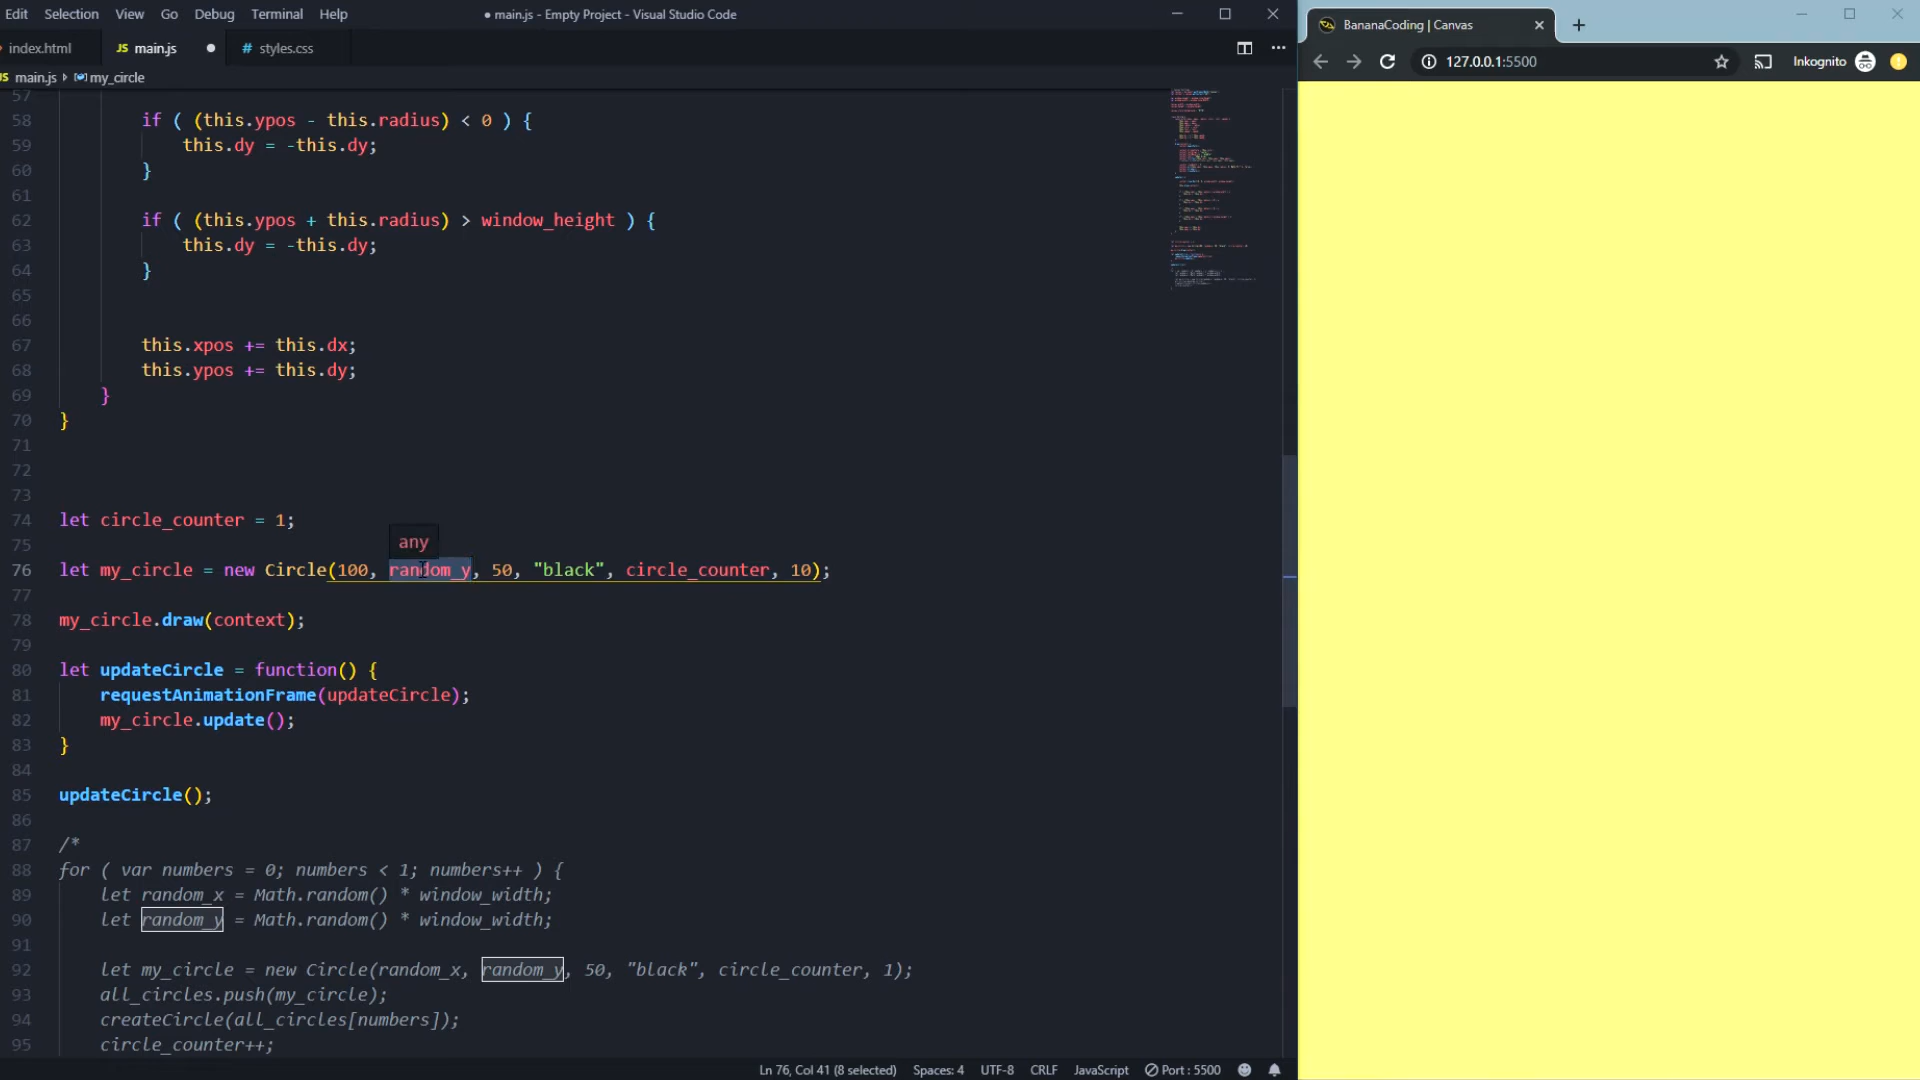 Edit Selection View Go Debug Terminal Help
● main.js - Empty Project - Visual Studio Code
BananaCoding | Canvas
index.html
JS main.js
# styles.css
127.0.0.1:5500
Inkognito
JS main.js > my_circle
57
58 if ( (this.ypos - this.radius) < 0 ) {
59 this.dy = -this.dy;
60 }
61
62 if ( (this.ypos + this.radius) > window_height ) {
63 this.dy = -this.dy;
64 }
65
66
67 this.xpos += this.dx;
68 this.ypos += this.dy;
69 }
70 }
71
72
73
74 let circle_counter = 1;
75
any
76 let my_circle = new Circle(100, random_y, 50, "black", circle_counter, 10);
77
78 my_circle.draw(context);
79
80 let updateCircle = function() {
81 requestAnimationFrame(updateCircle);
82 my_circle.update();
83 }
84
85 updateCircle();
86
87 /*
88 for ( var numbers = 0; numbers < 1; numbers++ ) {
89 let random_x = Math.random() * window_width;
90 let random_y = Math.random() * window_width;
91
92 let my_circle = new Circle(random_x, random_y, 50, "black", circle_counter, 1);
93 all_circles.push(my_circle);
94 createCircle(all_circles[numbers]);
95 circle_counter++;
Ln 76, Col 41 (8 selected) Spaces: 4 UTF-8 CRLF JavaScript Port : 5500